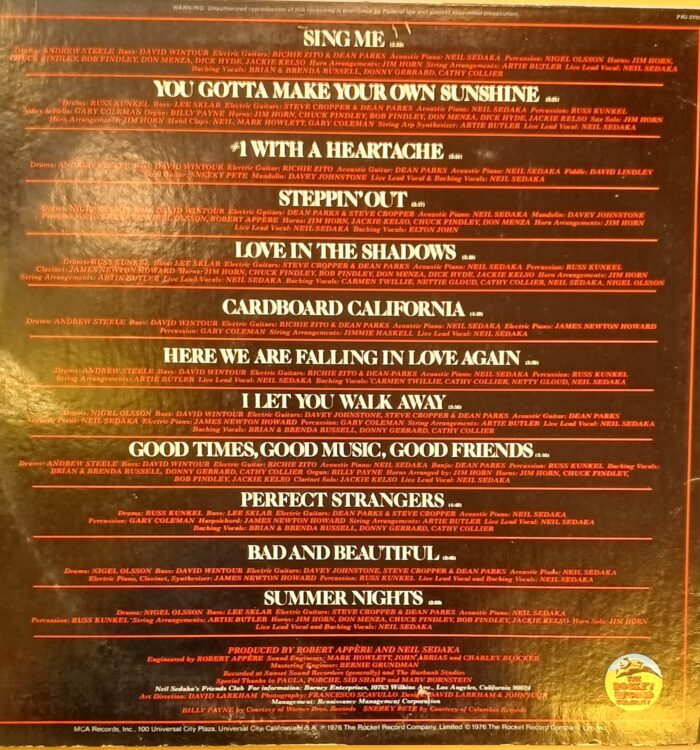 WARNING: Unauthorized reproduction of this recording is prohibited by Federal law and subject to criminal prosecution.
SING ME
Drums: ANDREW STEELE Bass: DAVID WINTOUR Electric Guitars: RICHIE ZITO & DEAN PARKS Acoustic Piano: NEIL SEDAKA Percussion: NIGEL OLSSON Horns: JIM HORN,
CHUCK FINDLEY, BOB FINDLEY, DON MENZA, DICK HYDE, JACKIE KELSO Horn Arrangements: JIM HORN String Arrangements: ARTIE BUTLER Live Lead Vocal: NEIL SEDAKA
Backing Vocals: BRIAN & BRENDA RUSSELL, DONNY GERRARD, CATHY COLLIER
YOU GOTTA MAKE YOUR OWN SUNSHINE
Drums: RUSS KUNKEL Bass: LEE SKLAR Electric Guitars: STEVE CROPPER & DEAN PARKS Acoustic Piano: NEIL SEDAKA Percussion: RUSS KUNKEL
Vibes & Bells: GARY COLEMAN Organ: BILLY PAYNE Horns: JIM HORN, CHUCK FINDLEY, BOB FINDLEY, DON MENZA, DICK HYDE, JACKIE KELSO Sax Solo: JIM HORN
Horn Arrangements: JIM HORN Hand Claps: NEIL, MARK HOWLETT, GARY COLEMAN String Arp Synthesizer: ARTIE BUTLER Live Lead Vocal: NEIL SEDAKA
#1 WITH A HEARTACHE
Drums: ANDREW STEELE Bass: DAVID WINTOUR Electric Guitar: RICHIE ZITO Acoustic Guitar: DEAN PARKS Acoustic Piano: NEIL SEDAKA Fiddle: DAVID LINDLEY
Steel Guitar: SNEEKY PETE Mandolin: DAVEY JOHNSTONE Live Lead Vocal & Backing Vocals: NEIL SEDAKA
STEPPIN' OUT
DAVID WINTOUR Electric Guitars: DEAN PARKS & STEVE CROPPER Acoustic Piano: NEIL SEDAKA Mandolin: DAVEY JOHNSTONE
OLSSON, ROBERT APPÈRE Horns: JIM HORN, JACKIE KELSO, CHUCK FINDLEY, DON MENZA Horn Arrangements: JIM HORN
Live Lead Vocal: NEIL SEDAKA Backing Vocals: ELTON JOHN
LOVE IN THE SHADOWS
Drums: RUSS KUNKEL Bass: LEE SKLAR Electric Guitars: STEVE CROPPER & DEAN PARKS Acoustic Piano: NEIL SEDAKA Percussion: RUSS KUNKEL
Clavinet: JAMES NEWTON HOWARD Horns: JIM HORN, CHUCK FINDLEY, BOB FINDLEY, DON MENZA, DICK HYDE, JACKIE KELSO Horn Arrangements: JIM HORN
String Arrangements: ARTIE BUTLER Live Lead Vocal: NEIL SEDAKA Backing Vocals: CARMEN TWILLIE, NETTIE GLOUD, CATHY COLLIER, NEIL SEDAKA, NIGEL OLSSON
CARDBOARD CALIFORNIA
Drums: ANDREW STEELE Bass: DAVID WINTOUR Electric Guitars: RICHIE ZITO & DEAN PARKS Acoustic Piano: NEIL SEDAKA Electric Piano: JAMES NEWTON HOWARD
Percussion: GARY COLEMAN String Arrangements: JIMMIE HASKELL Live Lead Vocal: NEIL SEDAKA
HERE WE ARE FALLING IN LOVE AGAIN
Drums: ANDREW STEELE Bass: DAVID WINTOUR Electric Guitars: RICHIE ZITO & DEAN PARKS Acoustic Piano: NEIL SEDAKA Percussion: RUSS KUNKEL
String Arrangements: ARTIE BUTLER Live Lead Vocal: NEIL SEDAKA Backing Vocals: CARMEN TWILLIE, CATHY COLLIER, NETTY GLOUD, NEIL SEDAKA
I LET YOU WALK AWAY
Drums: NIGEL OLSSON Bass: DAVID WINTOUR Electric Guitars: DAVEY JOHNSTONE, STEVE CROPPER & DEAN PARKS Acoustic Guitar: DEAN PARKS
Acoustic Piano: NEIL SEDAKA Electric Piano: JAMES NEWTON HOWARD Percussion: GARY COLEMAN String Arrangements: ARTIE BUTLER Live Lead Vocal: NEIL SEDAKA
Backing Vocals: BRIAN & BRENDA RUSSELL, DONNY GERRARD, CATHY COLLIER
GOOD TIMES, GOOD MUSIC, GOOD FRIENDS
Drums: ANDREW STEELE Bass: DAVID WINTOUR Electric Guitar: RICHIE ZITO Acoustic Piano: NEIL SEDAKA Banjo: DEAN PARKS Percussion: RUSS KUNKEL Backing Vocals:
BRIAN & BRENDA RUSSELL, DONNY GERRARD, CATHY COLLIER Organ: BILLY PAYNE Horns Arranged by: JIM HORN Horns: JIM HORN, CHUCK FINDLEY,
BOB FINDLEY, JACKIE KELSO Clarinet Solo: JACKIE KELSO Live Lead Vocal: NEIL SEDAKA
PERFECT STRANGERS
Drums: RUSS KUNKEL Bass: LEE SKLAR Electric Guitars: DEAN PARKS & STEVE CROPPER Acoustic Piano: NEIL SEDAKA
Percussion: GARY COLEMAN Harpsichord: JAMES NEWTON HOWARD String Arrangements: ARTIE BUTLER Live Lead Vocal: NEIL SEDAKA
Backing Vocals: BRIAN & BRENDA RUSSELL, DONNY GERRARD, CATHY COLLIER
BAD AND BEAUTIFUL
Drums: NIGEL OLSSON Bass: DAVID WINTOUR Electric Guitars: DAVEY JOHNSTONE, STEVE CROPPER & DEAN PARKS Acoustic Piano: NEIL SEDAKA
Electric Piano, Clavinet, Synthesizer: JAMES NEWTON HOWARD Percussion: RUSS KUNKEL Live Lead Vocal and Backing Vocals: NEIL SEDAKA
SUMMER NIGHTS
Drums: NIGEL OLSSON Bass: LEE SKLAR Electric Guitars: STEVE CROPPER & DEAN PARKS Acoustic Piano: NEIL SEDAKA
Percussion: RUSS KUNKEL String Arrangements: ARTIE BUTLER Horns: JIM HORN, DON MENZA, CHUCK FINDLEY, BOB FINDLEY, JACKIE KELSO Horn Solo: JIM HORN
Live Lead Vocal and Backing Vocals: NEIL SEDAKA
PRODUCED BY ROBERT APPÈRE AND NEIL SEDAKA
Engineered by ROBERT APPÈRE Sound Engineers: MARK HOWLETT, JOHN ARRIAS and CHARLEY BLOCKER
Mastering Engineer: BERNIE GRUNDMAN
Recorded at Sunset Sound Recorders (generally) and The Burbank Studios
Special Thanks to PAULA, PORCHE, SID SHARP and MARY BORNSTEIN
Neil Sedaka's Friends Club For information: Barney Enterprises, 10763 Wilkins Ave., Los Angeles, California 90024
Art Direction: DAVID LARKHAM Photography: FRANCESCO SCAVULLO Design: DAVID LARKHAM &
Management: Renaissance Management Corporation
BILLY PAYNE by Courtesy of Warner Bros. Records SNEEKY PETE by Courtesy of Columbia Records
MCA Records, Inc., 100 Universal City Plaza, Universal City, California, U.S.A. ℗ 1976 The Rocket Record Company, Limited © 1976 The Rocket Record Company, Limited
THE
ROCKET
RECORD
COMPANY